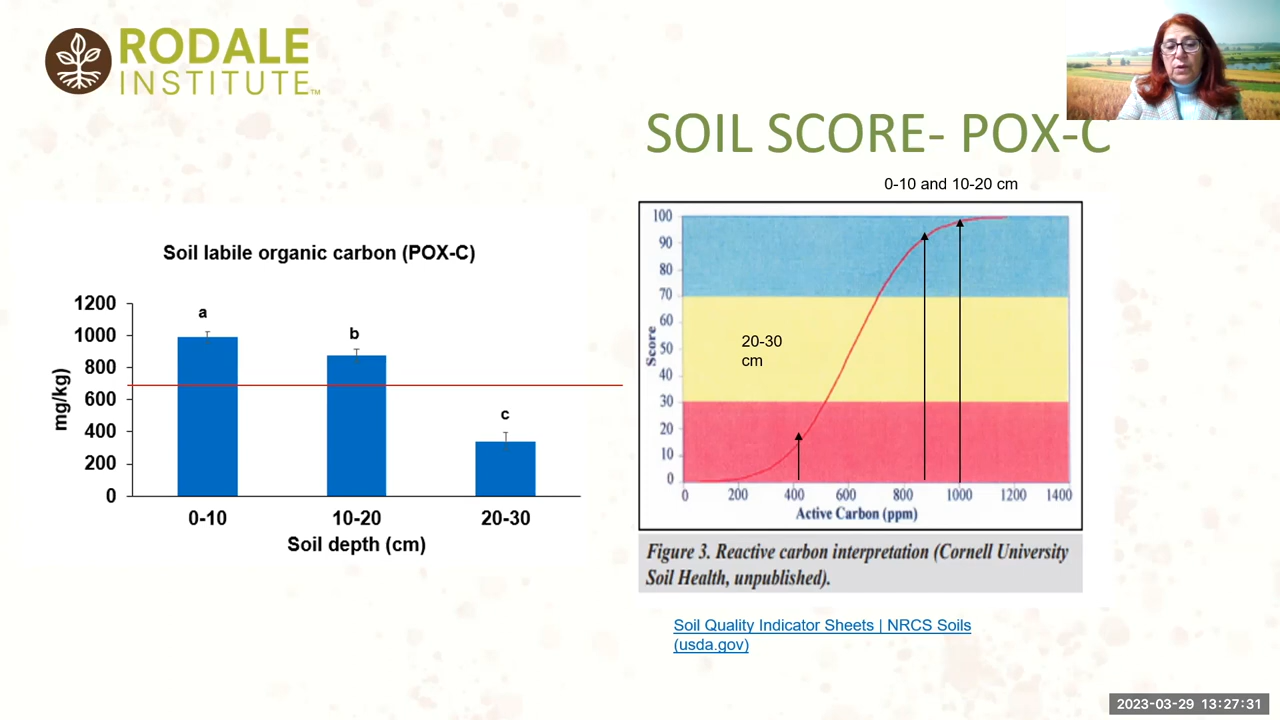 RODALE
INSTITUTE™
SOIL SCORE- POX-C
0-10 and 10-20 cm
Soil labile organic carbon (POX-C)
1200
1000
800
600
400
200
0
mg/kg)
a
b
c
0-10
10-20
20-30
Soil depth (cm)
100
90
80
70
60
50
40
30
20
10
0
Score
20-30
cm
0
200
400
600
800
1000
1200
1400
Active Carbon (ppm)
Figure 3. Reactive carbon interpretation (Cornell University
Soil Health, unpublished).
Soil Quality Indicator Sheets | NRCS Soils
(usda.gov)
2023-03-29 13:27:31